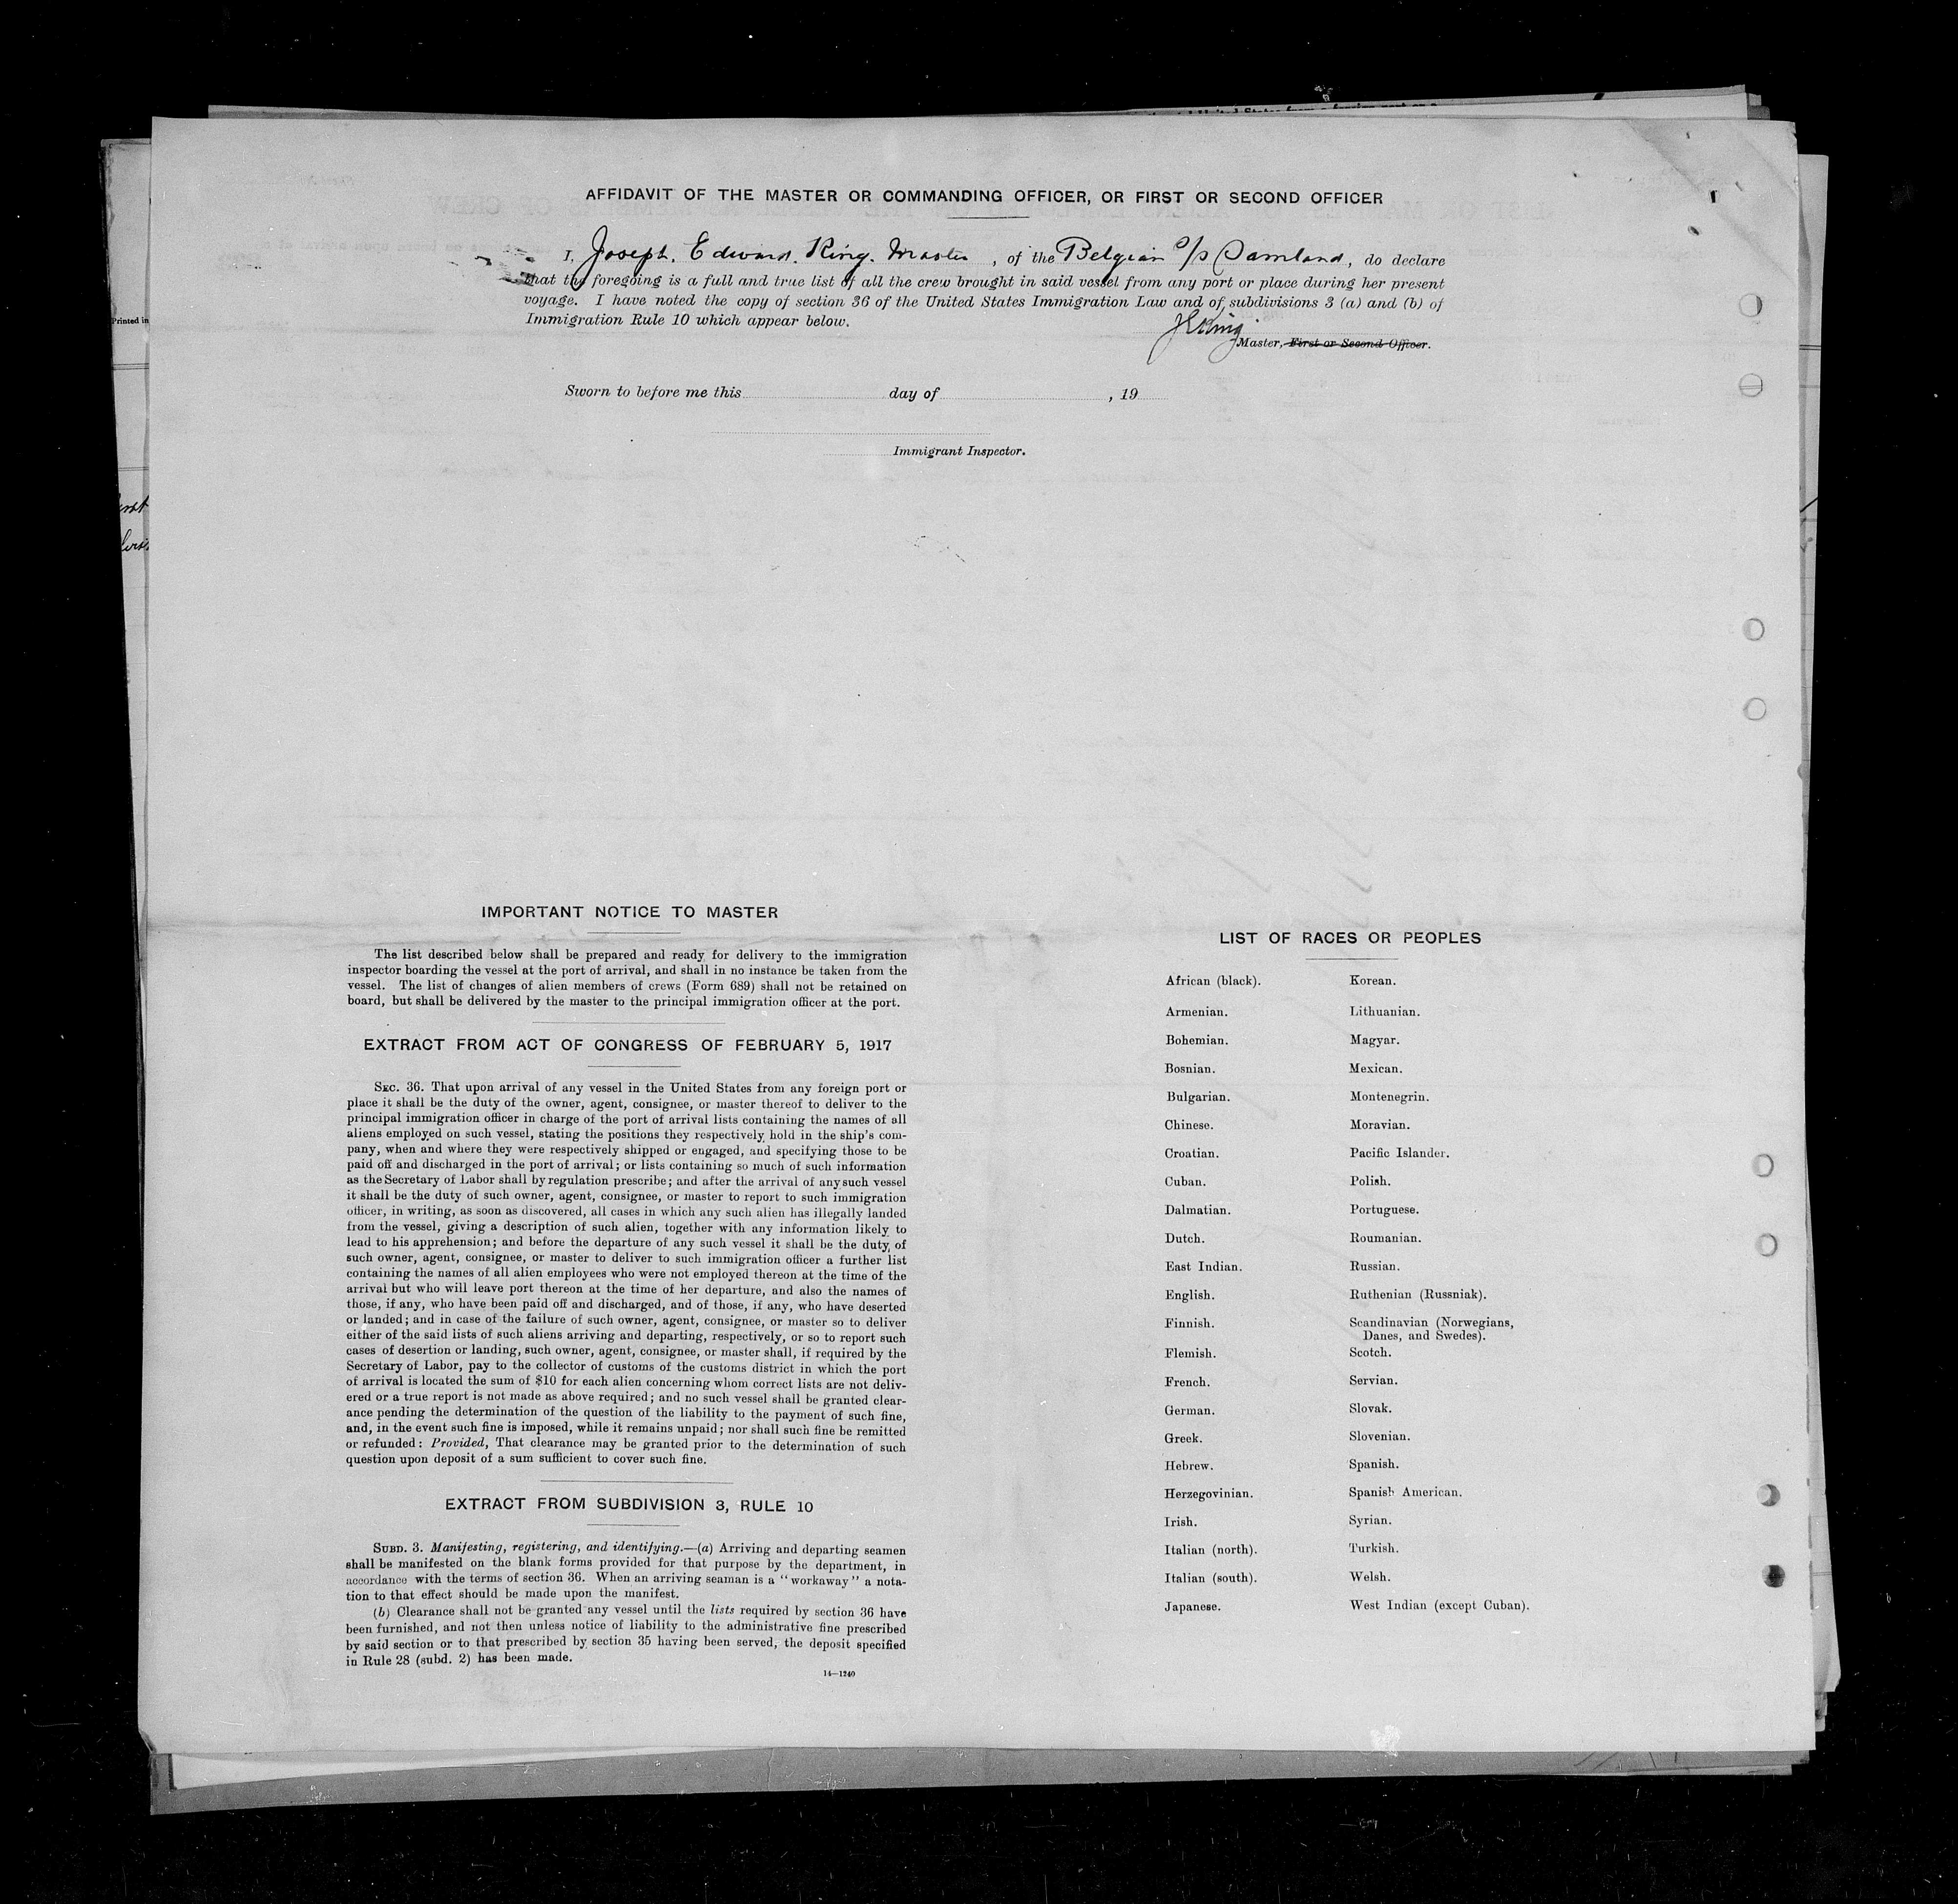 AFFIDAVIT OF THE MASTER OR COMMANDING OFFICER, OR FIRST OR SECOND OFFICER
I, Joseph. Edward. King. Master, of the Belgian S/S Samland, do declare
that the foregoing is a full and true list of all the crew brought in said vessel from any port or place during her present
voyage. I have noted the copy of section 36 of the United States Immigration Law and of subdivisions 3 (a) and (b) of
Immigration Rule 10 which appear below.
JEKing
Master, First or Second Officer.
Sworn to before me this day of , 19
Immigrant Inspector.
Printed in
IMPORTANT NOTICE TO MASTER
The list described below shall be prepared and ready for delivery to the immigration
inspector boarding the vessel at the port of arrival, and shall in no instance be taken from the
vessel. The list of changes of alien members of crews (Form 689) shall not be retained on
board, but shall be delivered by the master to the principal immigration officer at the port.
EXTRACT FROM ACT OF CONGRESS OF FEBRUARY 5, 1917
SEC. 36. That upon arrival of any vessel in the United States from any foreign port or
place it shall be the duty of the owner, agent, consignee, or master thereof to deliver to the
principal immigration officer in charge of the port of arrival lists containing the names of all
aliens employed on such vessel, stating the positions they respectively hold in the ship's com-
pany, when and where they were respectively shipped or engaged, and specifying those to be
paid off and discharged in the port of arrival; or lists containing so much of such information
as the Secretary of Labor shall by regulation prescribe; and after the arrival of any such vessel
it shall be the duty of such owner, agent, consignee, or master to report to such immigration
officer, in writing, as soon as discovered, all cases in which any such alien has illegally landed
from the vessel, giving a description of such alien, together with any information likely to
lead to his apprehension; and before the departure of any such vessel it shall be the duty of
such owner, agent, consignee, or master to deliver to such immigration officer a further list
containing the names of all alien employees who were not employed thereon at the time of the
arrival but who will leave port thereon at the time of her departure, and also the names of
those, if any, who have been paid off and discharged, and of those, if any, who have deserted
or landed; and in case of the failure of such owner, agent, consignee, or master so to deliver
either of the said lists of such aliens arriving and departing, respectively, or so to report such
cases of desertion or landing, such owner, agent, consignee, or master shall, if required by the
Secretary of Labor, pay to the collector of customs of the customs district in which the port
of arrival is located the sum of $10 for each alien concerning whom correct lists are not deliv-
ered or a true report is not made as above required; and no such vessel shall be granted clear-
ance pending the determination of the question of the liability to the payment of such fine,
and, in the event such fine is imposed, while it remains unpaid; nor shall such fine be remitted
or refunded: Provided, That clearance may be granted prior to the determination of such
question upon deposit of a sum sufficient to cover such fine.
EXTRACT FROM SUBDIVISION 3, RULE 10
SUBD. 3. Manifesting, registering, and identifying.—(a) Arriving and departing seamen
shall be manifested on the blank forms provided for that purpose by the department, in
accordance with the terms of section 36. When an arriving seaman is a "workaway" a nota-
tion to that effect should be made upon the manifest.
(b) Clearance shall not be granted any vessel until the lists required by section 36 have
been furnished, and not then unless notice of liability to the administrative fine prescribed
by said section or to that prescribed by section 35 having been served, the deposit specified
in Rule 28 (subd. 2) has been made.
14—1240
LIST OF RACES OR PEOPLES
African (black). Korean.
Armenian. Lithuanian.
Bohemian. Magyar.
Bosnian. Mexican.
Bulgarian. Montenegrin.
Chinese. Moravian.
Croatian. Pacific Islander.
Cuban. Polish.
Dalmatian. Portuguese.
Dutch. Roumanian.
East Indian. Russian.
English. Ruthenian (Russniak).
Finnish. Scandinavian (Norwegians,
Danes, and Swedes).
Flemish. Scotch.
French. Servian.
German. Slovak.
Greek. Slovenian.
Hebrew. Spanish.
Herzegovinian. Spanish American.
Irish. Syrian.
Italian (north). Turkish.
Italian (south). Welsh.
Japanese. West Indian (except Cuban).